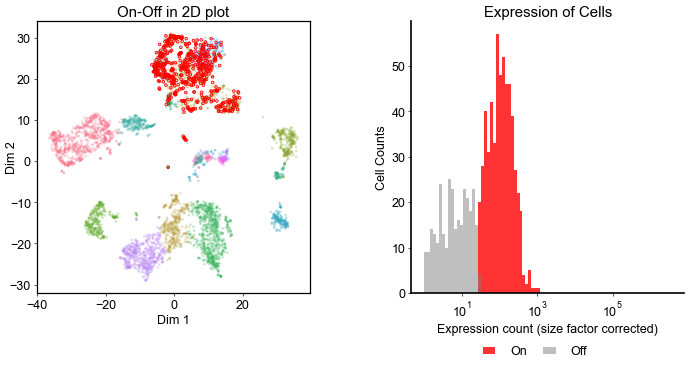 On-Off in 2D plot
30
20
10
0
−10
−20
−30
Dim 2
−40
−20
0
20
Dim 1
Expression of Cells
50
40
30
20
10
0
Cell Counts
10^1
10^3
10^5
Expression count (size factor corrected)
On
Off